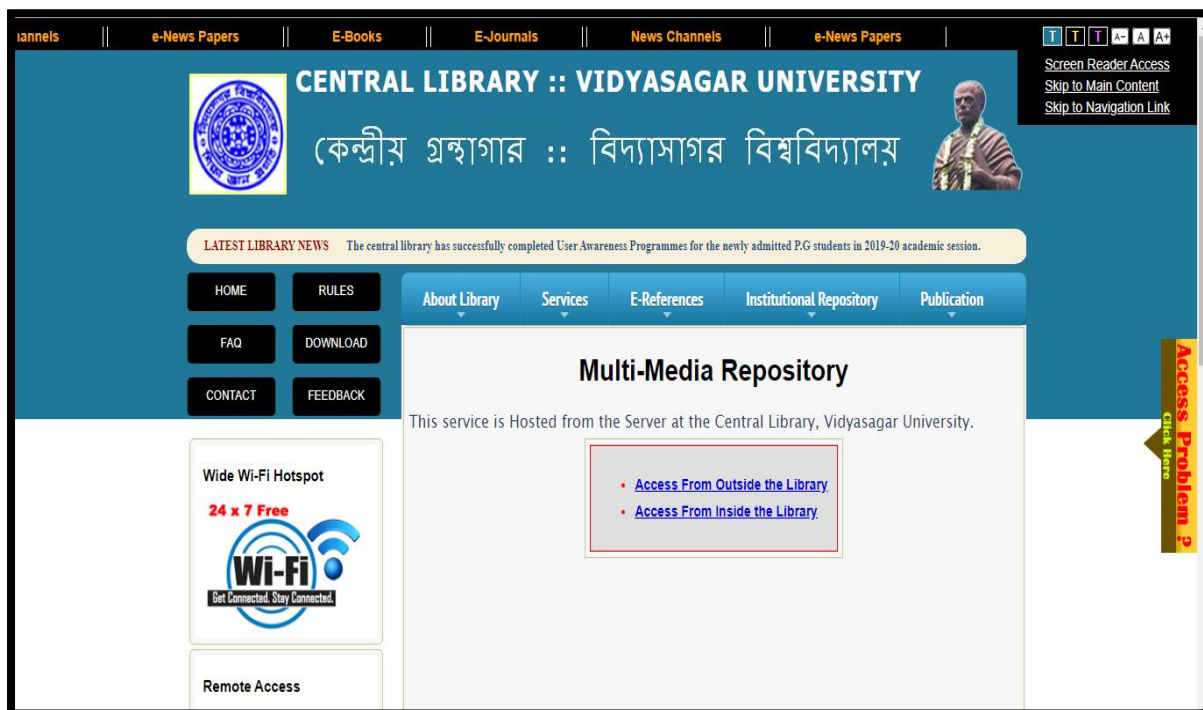 e-News Papers || E-Books || E-Journals || News Channels || e-News Papers |
T T T A- A A+
Screen Reader Access
Skip to Main Content
Skip to Navigation Link
CENTRAL LIBRARY :: VIDYASAGAR UNIVERSITY
কেন্দ্রীয় গ্রন্থাগার :: বিদ্যাসাগর বিশ্ববিদ্যালয়
LATEST LIBRARY NEWS The central library has successfully completed User Awareness Programmes for the newly admitted P.G students in 2019-20 academic session.
HOME RULES
FAQ DOWNLOAD
CONTACT FEEDBACK
About Library Services E-References Institutional Repository Publication
Multi-Media Repository
This service is Hosted from the Server at the Central Library, Vidyasagar University.
• Access From Outside the Library
• Access From Inside the Library
Access Problem ?
Click Here
Wide Wi-Fi Hotspot
24 x 7 Free
Wi-Fi
Get Connected. Stay Connected.
Remote Access